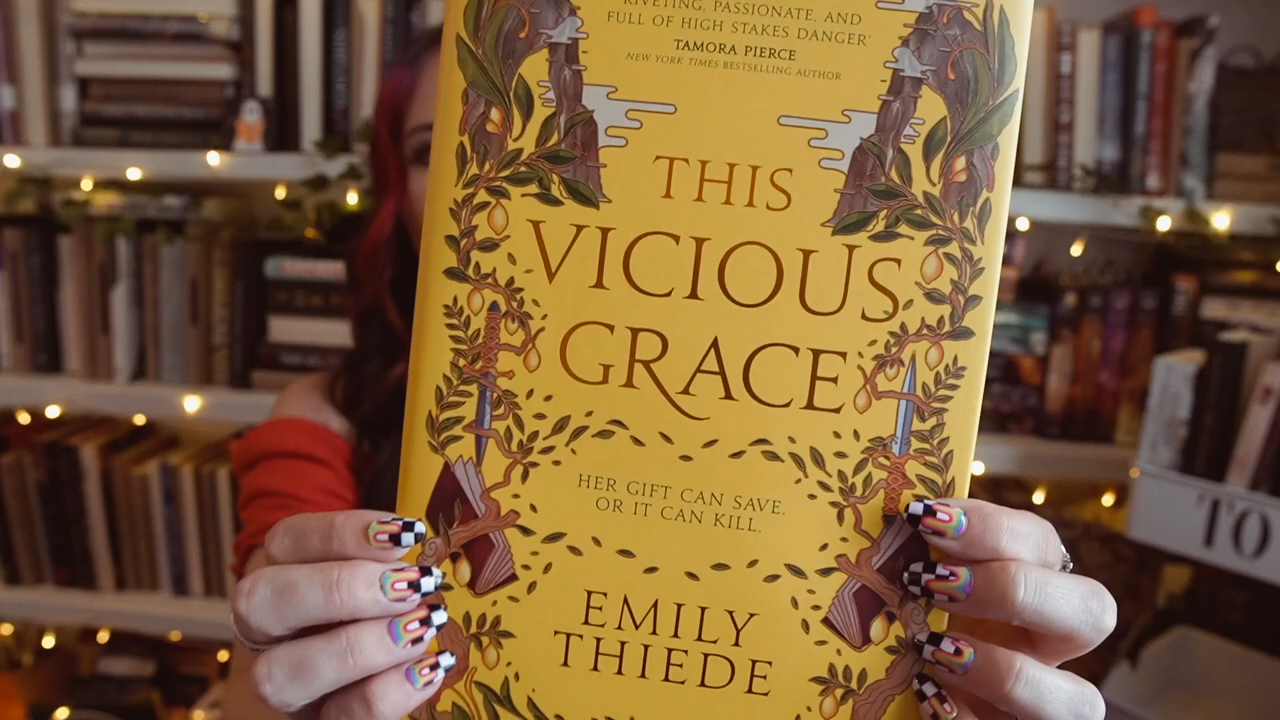 RIVETING, PASSIONATE, AND
FULL OF HIGH STAKES DANGER'
TAMORA PIERCE
NEW YORK TIMES BESTSELLING AUTHOR
THIS
VICIOUS
GRACE
HER GIFT CAN SAVE.
OR IT CAN KILL.
EMILY
THIEDE
TO